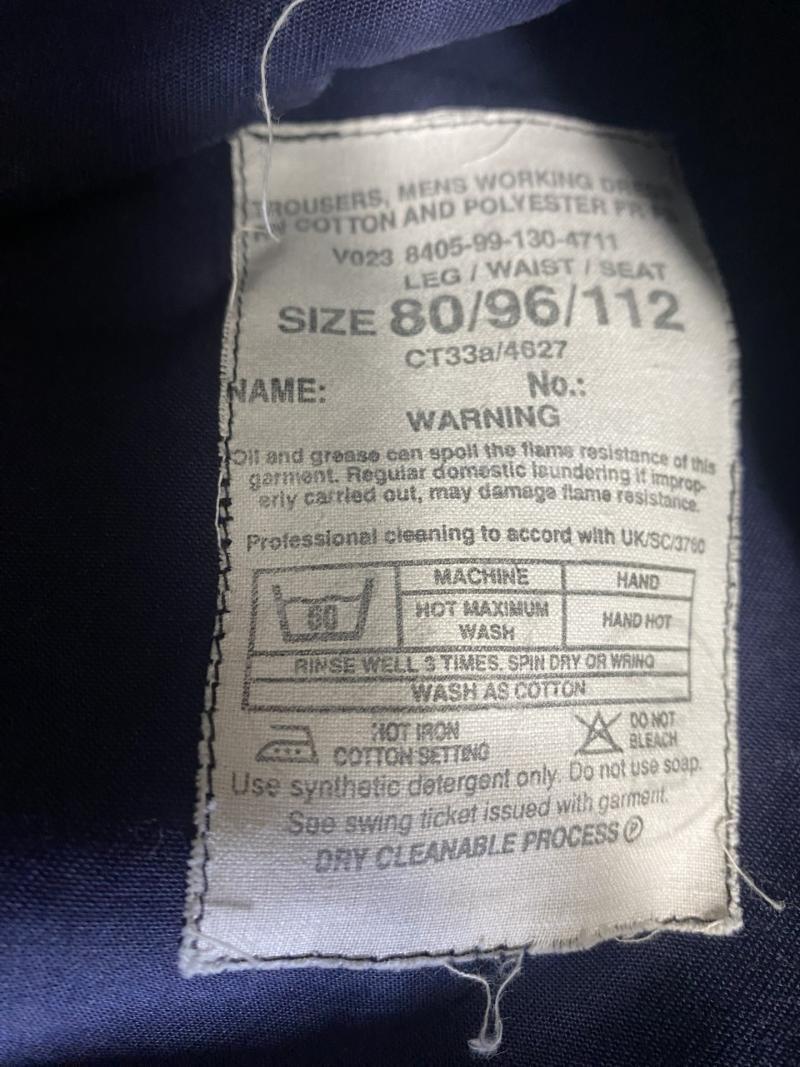 TROUSERS, MENS WORKING DRESS
RN COTTON AND POLYESTER
V023 8405-99-130-4711
LEG / WAIST / SEAT
SIZE 80/96/112
CT33a/4627
NAME: No.:
WARNING
Oil and grease can spoil the flame resistance of this
garment. Regular domestic laundering if improp-
erly carried out, may damage flame resistance.
Professional cleaning to accord with UK/SC/3760
60
MACHINE
HAND
HOT MAXIMUM
WASH
HAND HOT
RINSE WELL 3 TIMES. SPIN DRY OR WRING
WASH AS COTTON
HOT IRON
COTTON SETTING
DO NOT
BLEACH
Use synthetic detergent only. Do not use soap.
See swing ticket issued with garment.
DRY CLEANABLE PROCESS Ⓟ